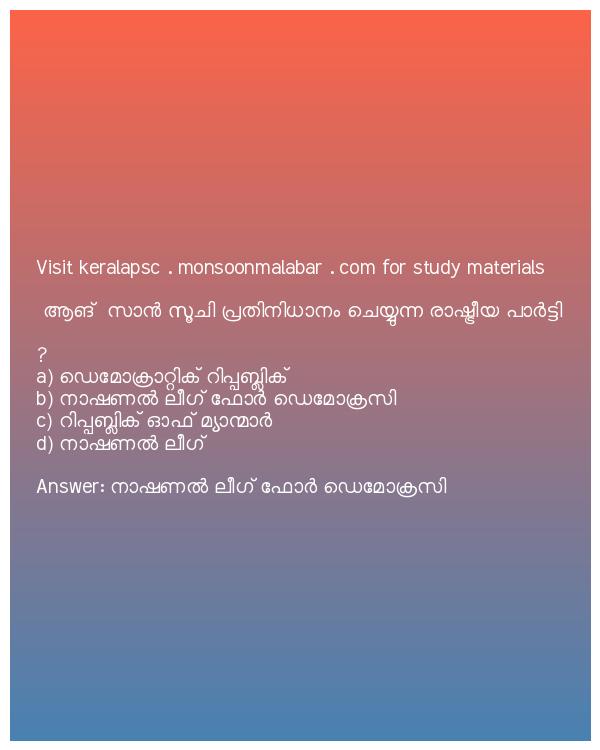 Visit keralapsc . monsoonmalabar . com for study materials
ആങ് സാൻ സൂചി പ്രതിനിധാനം ചെയ്യുന്ന രാഷ്ട്രീയ പാർട്ടി
?
a) ഡെമോക്രാറ്റിക് റിപ്പബ്ലിക്
b) നാഷണൽ ലീഗ് ഫോർ ഡെമോക്രസി
c) റിപ്പബ്ലിക് ഓഫ് മ്യാന്മാർ
d) നാഷണൽ ലീഗ്
Answer: നാഷണൽ ലീഗ് ഫോർ ഡെമോക്രസി